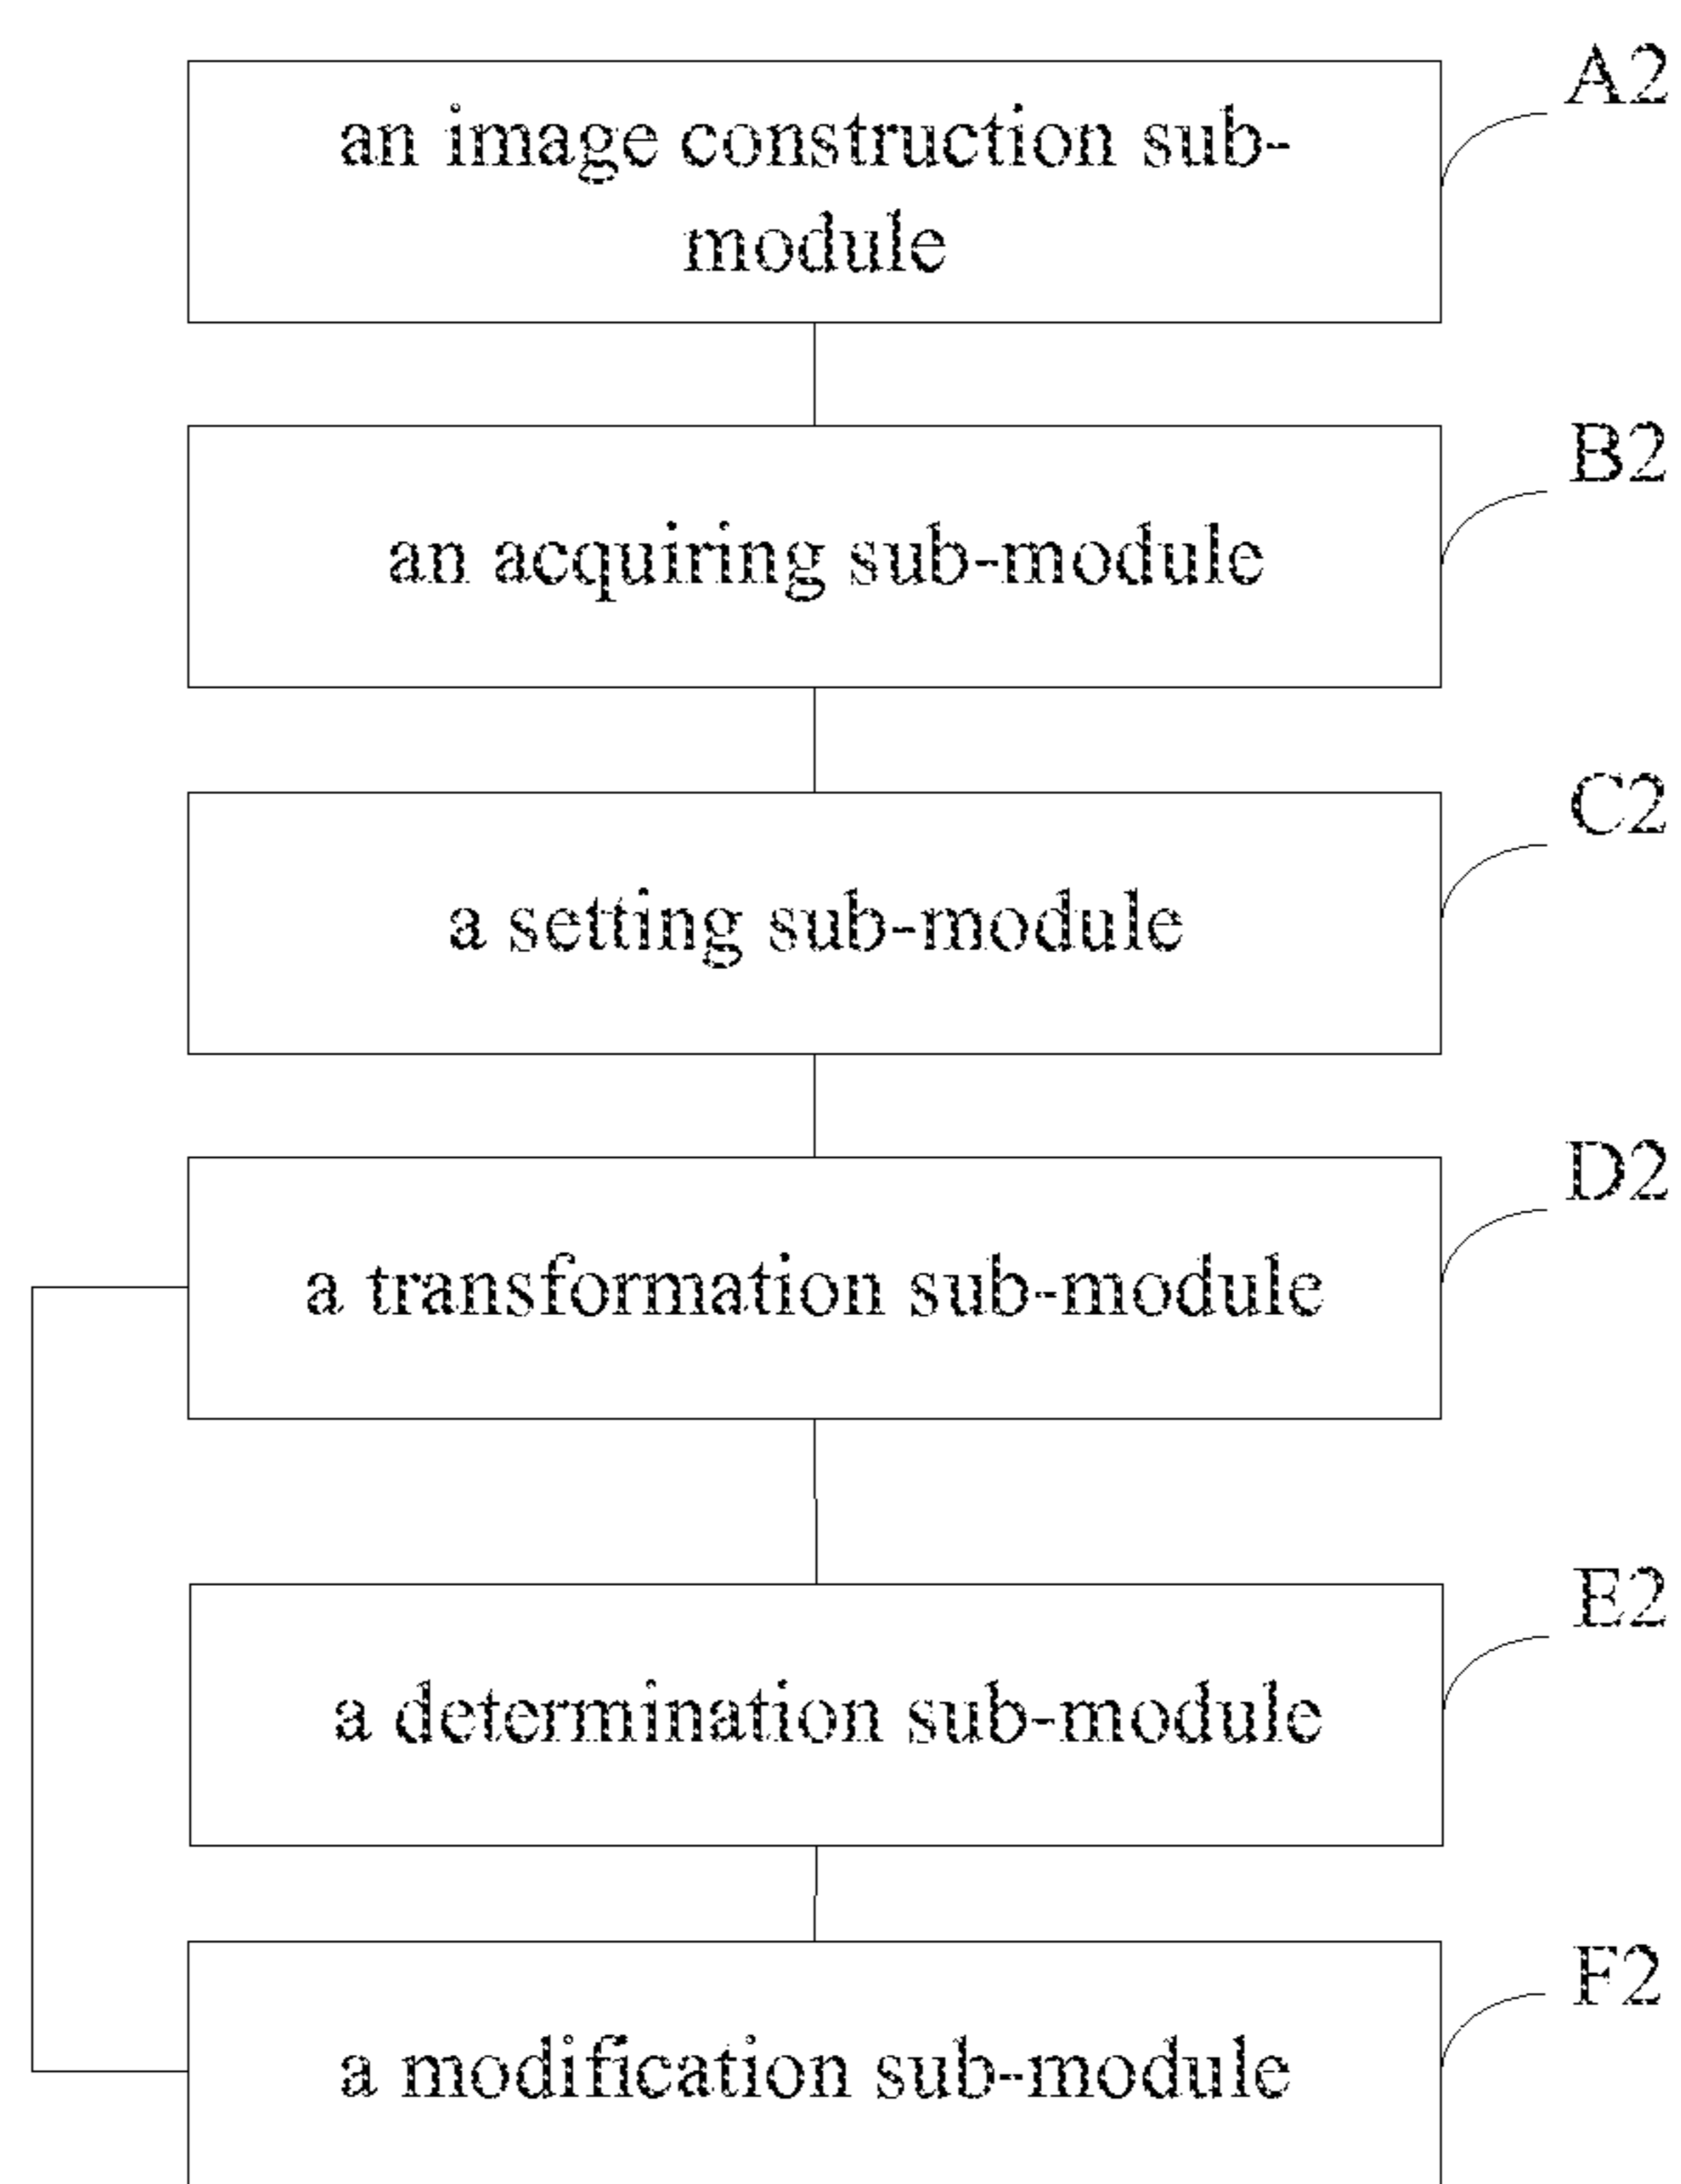 A2
an image construction sub-
module
B2
an acquiring sub-module
C2
a setting sub-module
D2
a transformation sub-module
E2
a determination sub-module
F2
a modification sub-module